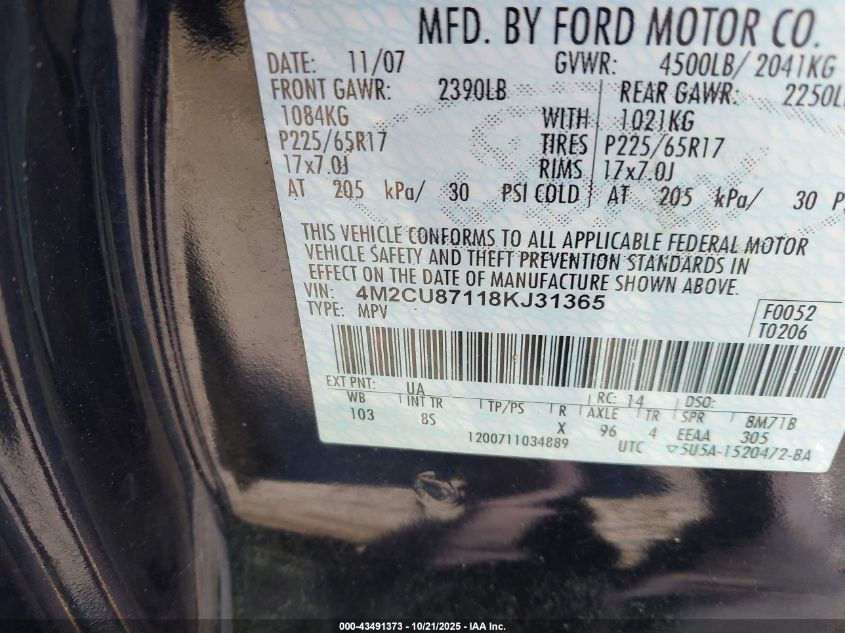 MFD. BY FORD MOTOR CO.
DATE: 11/07 GVWR: 4500LB/ 2041KG
FRONT GAWR: 2390LB REAR GAWR: 2250L
1084KG WITH 1021KG
P225/65R17 TIRES P225/65R17
17x7.0J RIMS 17x7.0J
AT 205 kPa/ 30 PSI COLD AT 205 kPa/ 30 P
THIS VEHICLE CONFORMS TO ALL APPLICABLE FEDERAL MOTOR
VEHICLE SAFETY AND THEFT PREVENTION STANDARDS IN
EFFECT ON THE DATE OF MANUFACTURE SHOWN ABOVE.
VIN: 4M2CU87118KJ31365
TYPE: MPV
F0052
T0206
EXT PNT: UA RC: 14 DSO:
WB INT TR TP/PS R AXLE TR SPR 8M71B
103 8S X 96 4 EEAA 305
1200711034889 UTC ▽5U5A-1520472-BA
000-43491373 - 10/21/2025 - IAA Inc.